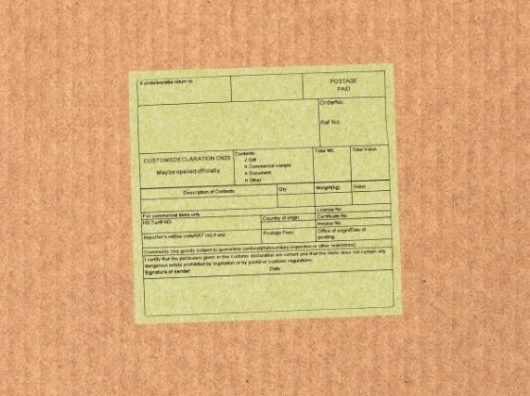 If undeliverable return to
POSTAGE
PAID
OrderNo:
Ref No:
CUSTOMSDECLARATION CN23
Maybe opened officially
Contents:
✓ Gift
¤ Commercial sample
¤ Document
¤ Other
Total Wt.
Total Value
Description of Contents
Qty
Weight(kg)
Value
For commercial items only
HS Tariff NO.
Country of origin
License No
Certificate No
Invoice No
Importer's ref(tax code/VAT no) if any
Postage Fees:
Office of origin/Date of
posting
Comments: (eg: goods subject to quarantine inspection or other restrictions)
I certify that the particulars given in this customs declaration are correct and that this items does not contain any
dangerous article prohibited by legislation or by postal or customs regulations.
Signature of sender
Date